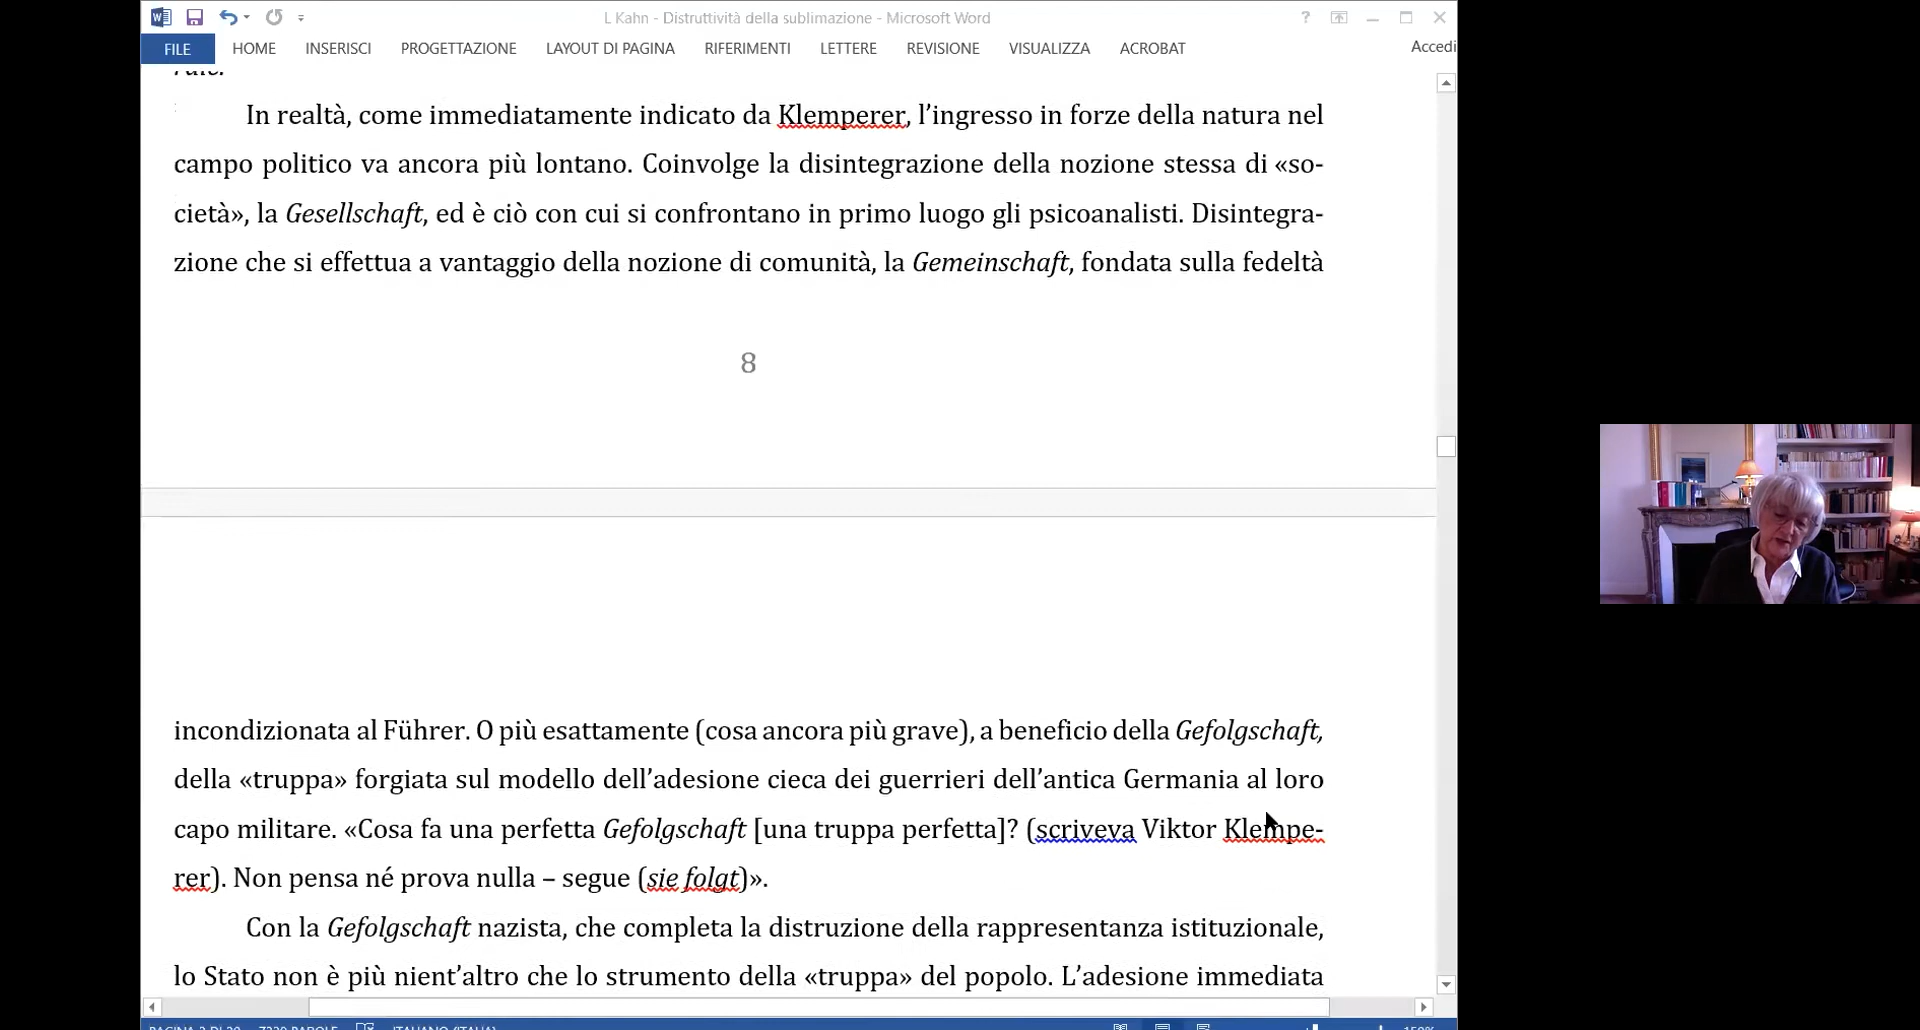 L Kahn - Distruttività della sublimazione - Microsoft Word
FILE HOME INSERISCI PROGETTAZIONE LAYOUT DI PAGINA RIFERIMENTI LETTERE REVISIONE VISUALIZZA ACROBAT Accedi
In realtà, come immediatamente indicato da Klemperer, l’ingresso in forze della natura nel
campo politico va ancora più lontano. Coinvolge la disintegrazione della nozione stessa di «so-
cietà», la Gesellschaft, ed è ciò con cui si confrontano in primo luogo gli psicoanalisti. Disintegra-
zione che si effettua a vantaggio della nozione di comunità, la Gemeinschaft, fondata sulla fedeltà
8
incondizionata al Führer. O più esattamente (cosa ancora più grave), a beneficio della Gefolgschaft,
della «truppa» forgiata sul modello dell’adesione cieca dei guerrieri dell’antica Germania al loro
capo militare. «Cosa fa una perfetta Gefolgschaft [una truppa perfetta]? (scriveva Viktor Klempe-
rer). Non pensa né prova nulla – segue (sie folgt)».
Con la Gefolgschaft nazista, che completa la distruzione della rappresentanza istituzionale,
lo Stato non è più nient’altro che lo strumento della «truppa» del popolo. L’adesione immediata